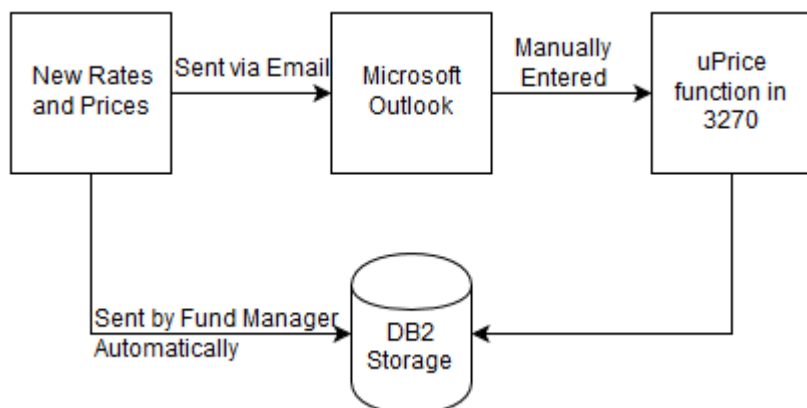 New Rates
and Prices
Sent via Email
Microsoft
Outlook
Manually
Entered
uPrice
function in
3270
Sent by Fund Manager
Automatically
DB2
Storage